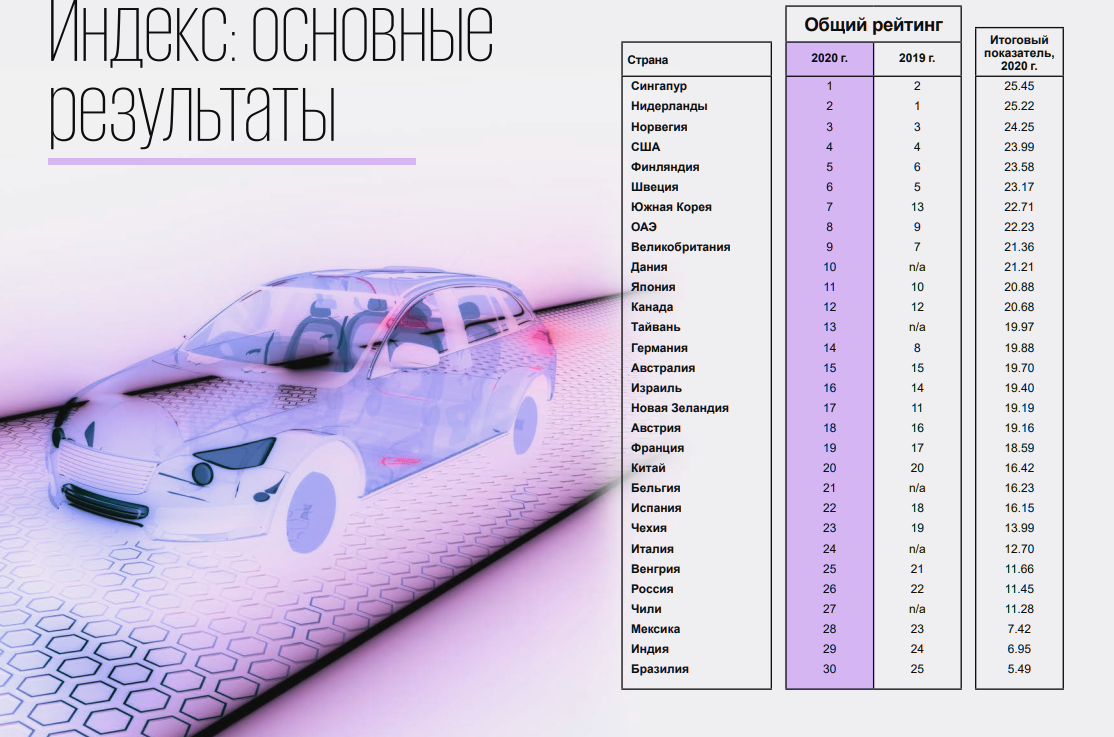 Индекс: основные
результаты
Общий рейтинг
Страна 2020 г. 2019 г. Итоговый
показатель,
2020 г.
Сингапур 1 2 25.45
Нидерланды 2 1 25.22
Норвегия 3 3 24.25
США 4 4 23.99
Финляндия 5 6 23.58
Швеция 6 5 23.17
Южная Корея 7 13 22.71
ОАЭ 8 9 22.23
Великобритания 9 7 21.36
Дания 10 n/a 21.21
Япония 11 10 20.88
Канада 12 12 20.68
Тайвань 13 n/a 19.97
Германия 14 8 19.88
Австралия 15 15 19.70
Израиль 16 14 19.40
Новая Зеландия 17 11 19.19
Австрия 18 16 19.16
Франция 19 17 18.59
Китай 20 20 16.42
Бельгия 21 n/a 16.23
Испания 22 18 16.15
Чехия 23 19 13.99
Италия 24 n/a 12.70
Венгрия 25 21 11.66
Россия 26 22 11.45
Чили 27 n/a 11.28
Мексика 28 23 7.42
Индия 29 24 6.95
Бразилия 30 25 5.49